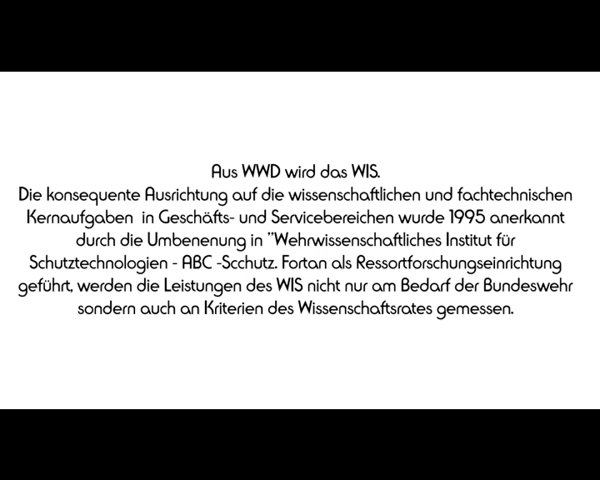 Aus WWD wird das WIS.
Die konsequente Ausrichtung auf die wissenschaftlichen und fachtechnischen
Kernaufgaben in Geschäfts- und Servicebereichen wurde 1995 anerkannt
durch die Umbenenung in "Wehrwissenschaftliches Institut für
Schutztechnologien - ABC -Scchutz. Fortan als Ressortforschungseinrichtung
geführt, werden die Leistungen des WIS nicht nur am Bedarf der Bundeswehr
sondern auch an Kriterien des Wissenschaftsrates gemessen.